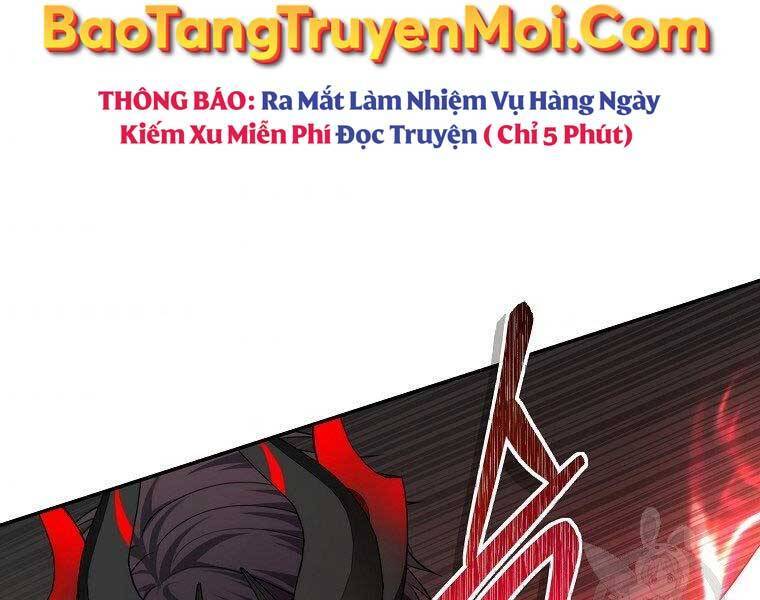 BaoTangTruyenMoi.Com
THÔNG BÁO: Ra Mắt Làm Nhiệm Vụ Hàng Ngày
Kiếm Xu Miễn Phí Đọc Truyện ( Chỉ 5 Phút)